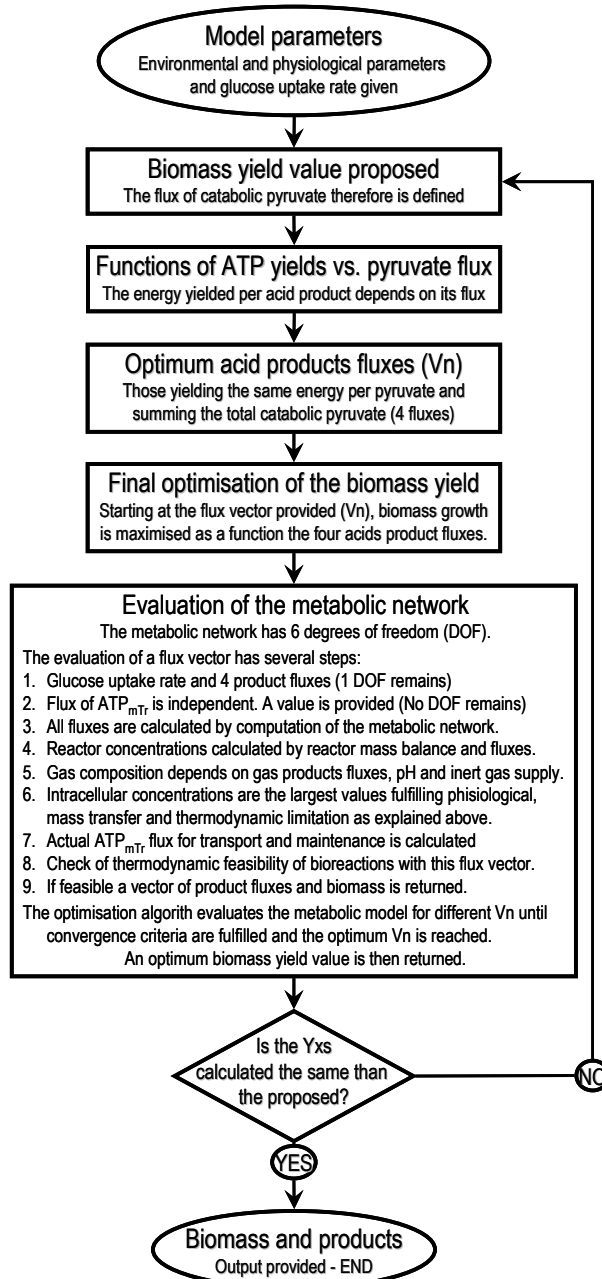 Model parameters
Environmental and physiological parameters
and glucose uptake rate given
Biomass yield value proposed
The flux of catabolic pyruvate therefore is defined
Functions of ATP yields vs. pyruvate flux
The energy yielded per acid product depends on its flux
Optimum acid products fluxes (Vn)
Those yielding the same energy per pyruvate and
summing the total catabolic pyruvate (4 fluxes)
Final optimisation of the biomass yield
Starting at the flux vector provided (Vn), biomass growth
is maximised as a function the four acids product fluxes.
Evaluation of the metabolic network
The metabolic network has 6 degrees of freedom (DOF).
The evaluation of a flux vector has several steps:
1. Glucose uptake rate and 4 product fluxes (1 DOF remains)
2. Flux of ATPmTr is independent. A value is provided (No DOF remains)
3. All fluxes are calculated by computation of the metabolic network.
4. Reactor concentrations calculated by reactor mass balance and fluxes.
5. Gas composition depends on gas products fluxes, pH and inert gas supply.
6. Intracellular concentrations are the largest values fulfilling phisiological,
mass transfer and thermodynamic limitation as explained above.
7. Actual ATPmTr flux for transport and maintenance is calculated
8. Check of thermodynamic feasibility of bioreactions with this flux vector.
9. If feasible a vector of product fluxes and biomass is returned.
The optimisation algorith evaluates the metabolic model for different Vn until
convergence criteria are fulfilled and the optimum Vn is reached.
An optimum biomass yield value is then returned.
Is the Yxs
calculated the same than
the proposed?
NO
YES
Biomass and products
Output provided - END